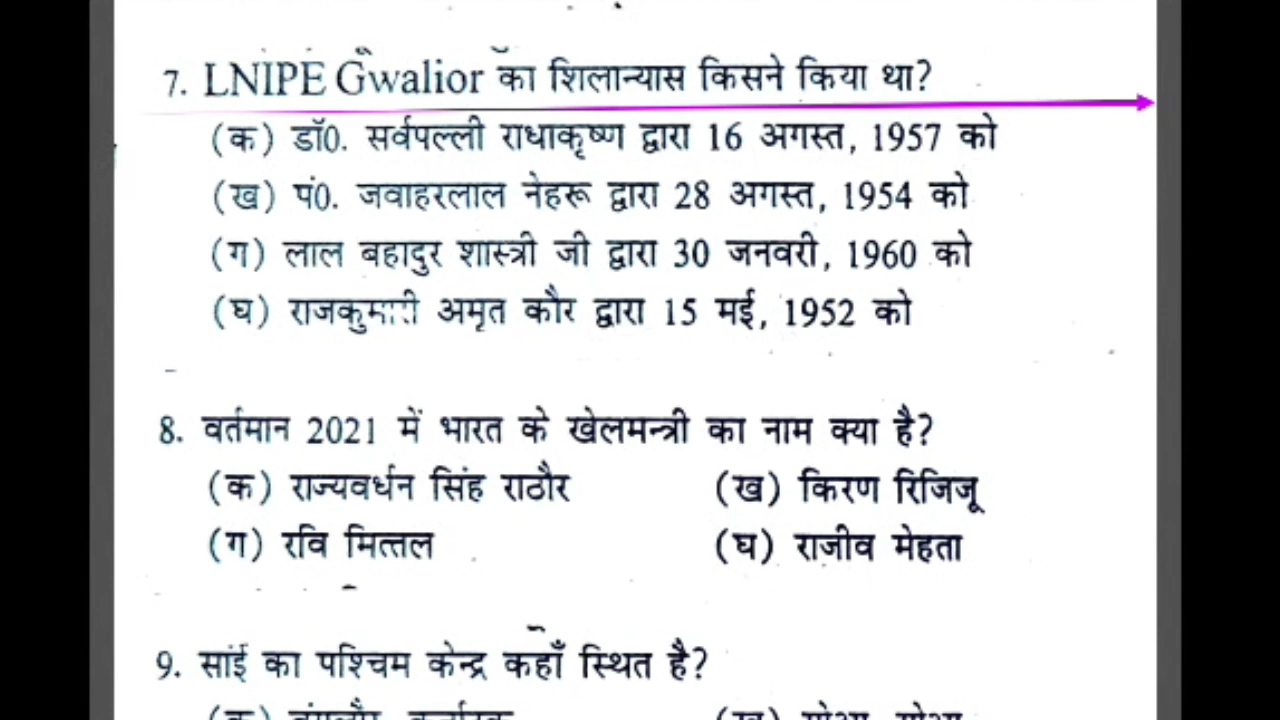 7. LNIPE Gwalior का शिलान्यास किसने किया था?
(क) डॉ0. सर्वपल्ली राधाकृष्ण द्वारा 16 अगस्त, 1957 को
(ख) पं0. जवाहरलाल नेहरू द्वारा 28 अगस्त, 1954 को
(ग) लाल बहादुर शास्त्री जी द्वारा 30 जनवरी, 1960 को
(घ) राजकुमारी अमृत कौर द्वारा 15 मई, 1952 को
8. वर्तमान 2021 में भारत के खेलमन्त्री का नाम क्या है?
(क) राज्यवर्धन सिंह राठौर (ख) किरण रिजिजू
(ग) रवि मित्तल (घ) राजीव मेहता
9. सांई का पश्चिम केन्द्र कहाँ स्थित है?